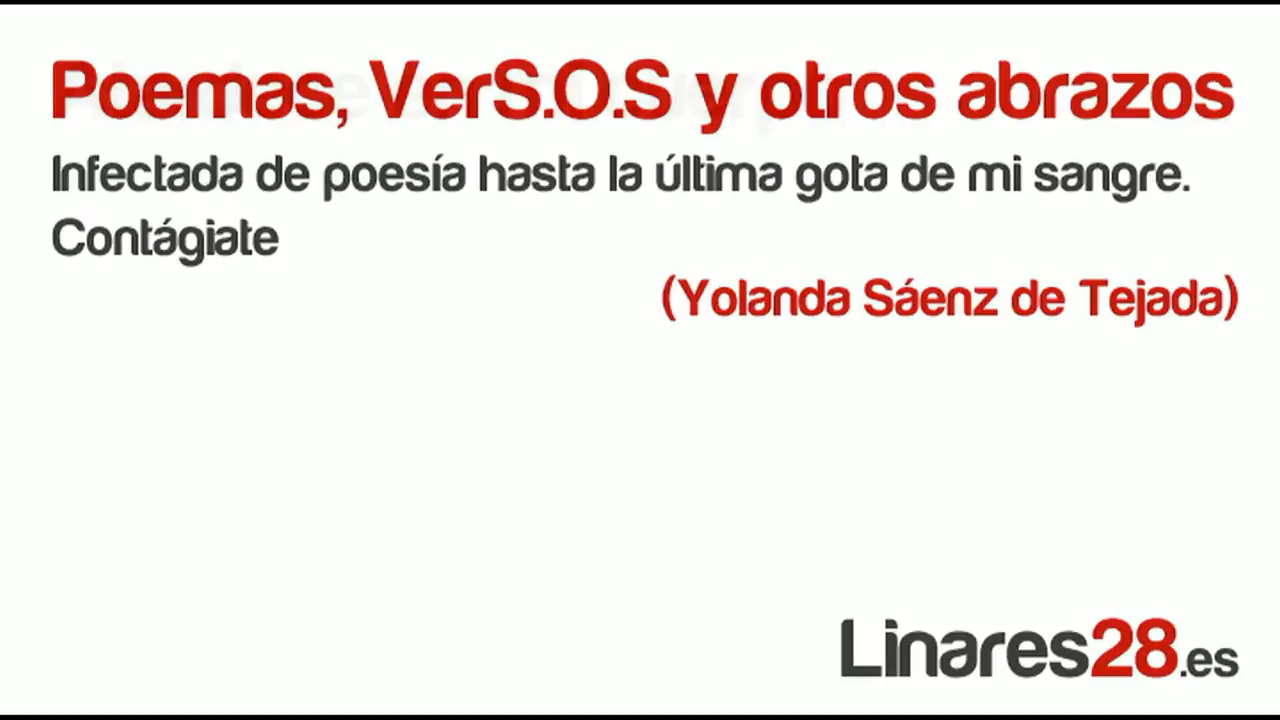 Poemas, VerS.O.S y otros abrazos
Infectada de poesía hasta la última gota de mi sangre.
Contágiate
(Yolanda Sáenz de Tejada)
Linares28.es